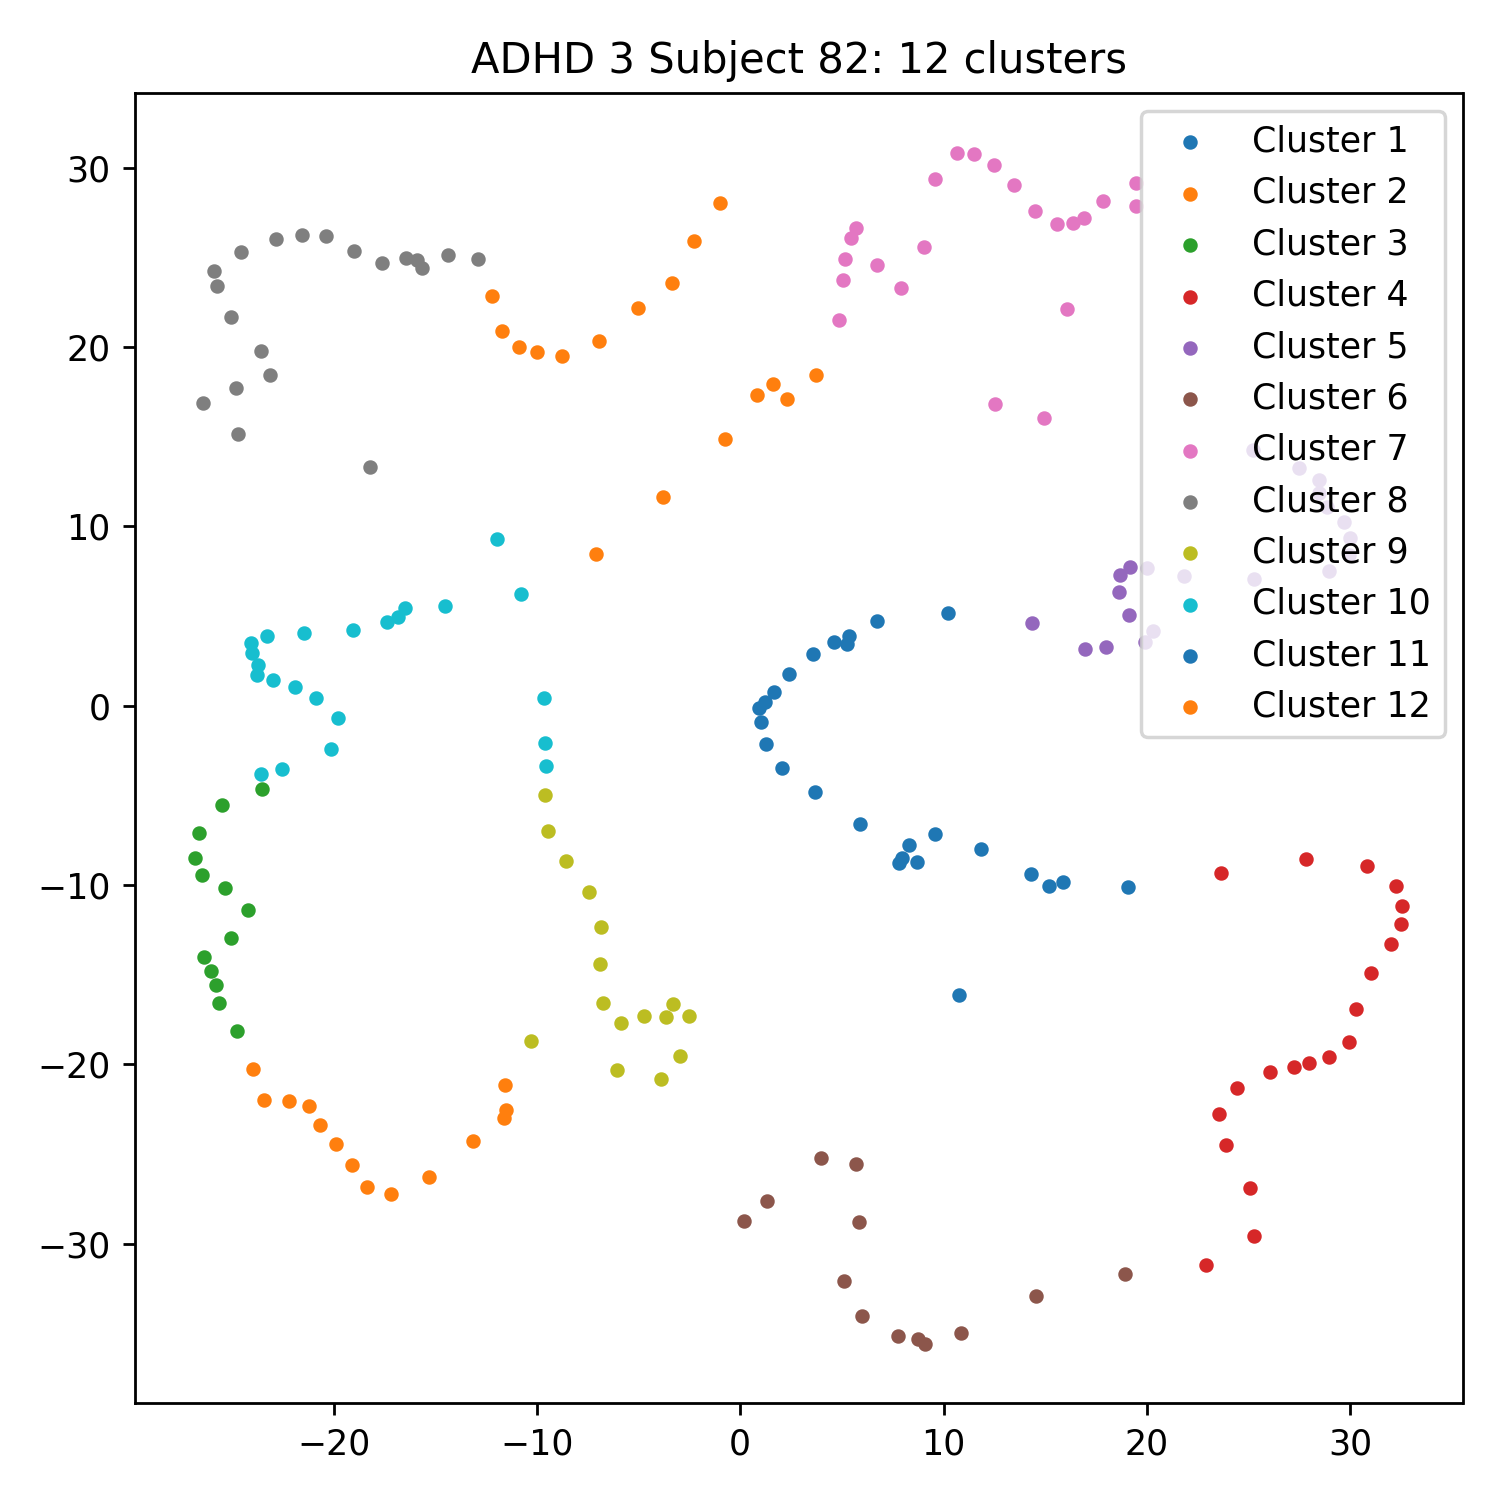 ADHD 3 Subject 82: 12 clusters
30
20
10
0
−10
−20
−30
−20
−10
0
10
20
30
Cluster 1
Cluster 2
Cluster 3
Cluster 4
Cluster 5
Cluster 6
Cluster 7
Cluster 8
Cluster 9
Cluster 10
Cluster 11
Cluster 12